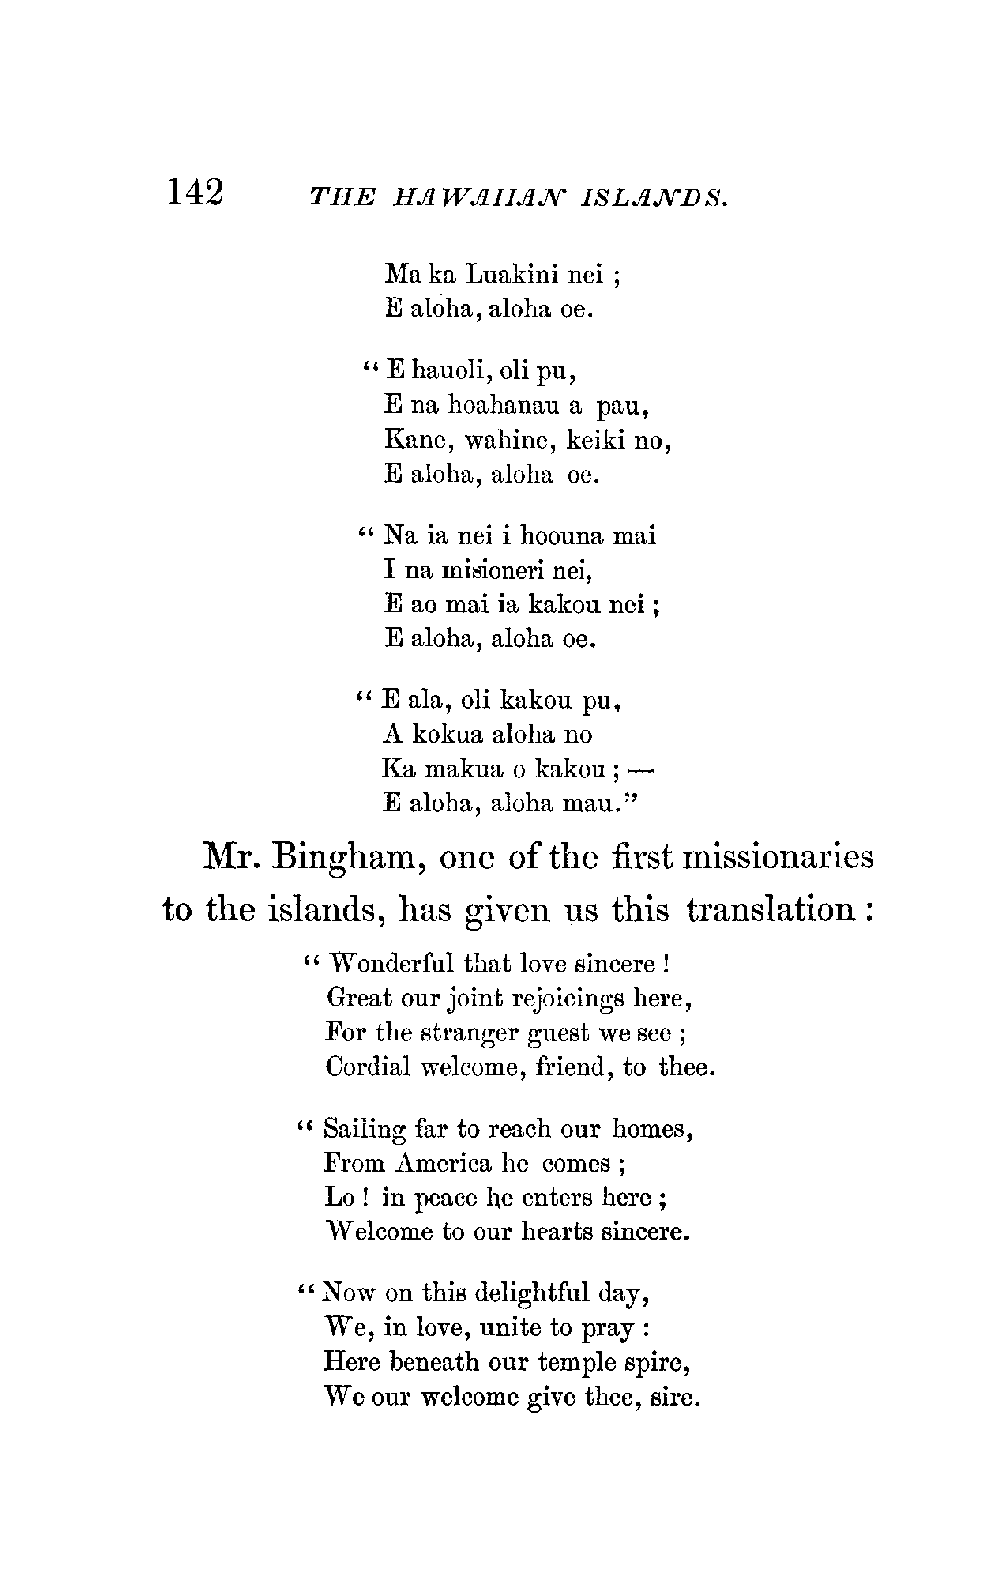 142 THE HAWAIIAN ISLANDS.
Ma ka Luakini nei ;
E aloha, aloha oe.
“ E hauoli, oli pu,
E na hoahanau a pau,
Kane, wahine, keiki no,
E aloha, aloha oe.
“ Na ia nei i hoouna mai
I na misioneri nei,
E ao mai ia kakou nei ;
E aloha, aloha oe.
“ E ala, oli kakou pu,
A kokua aloha no
Ka makua o kakou ; —
E aloha, aloha mau.”
Mr. Bingham, one of the first missionaries
to the islands, has given us this translation :
“ Wonderful that love sincere !
Great our joint rejoicings here,
For the stranger guest we see ;
Cordial welcome, friend, to thee.
“ Sailing far to reach our homes,
From America he comes ;
Lo ! in peace he enters here ;
Welcome to our hearts sincere.
“ Now on this delightful day,
We, in love, unite to pray :
Here beneath our temple spire,
We our welcome give thee, sire.